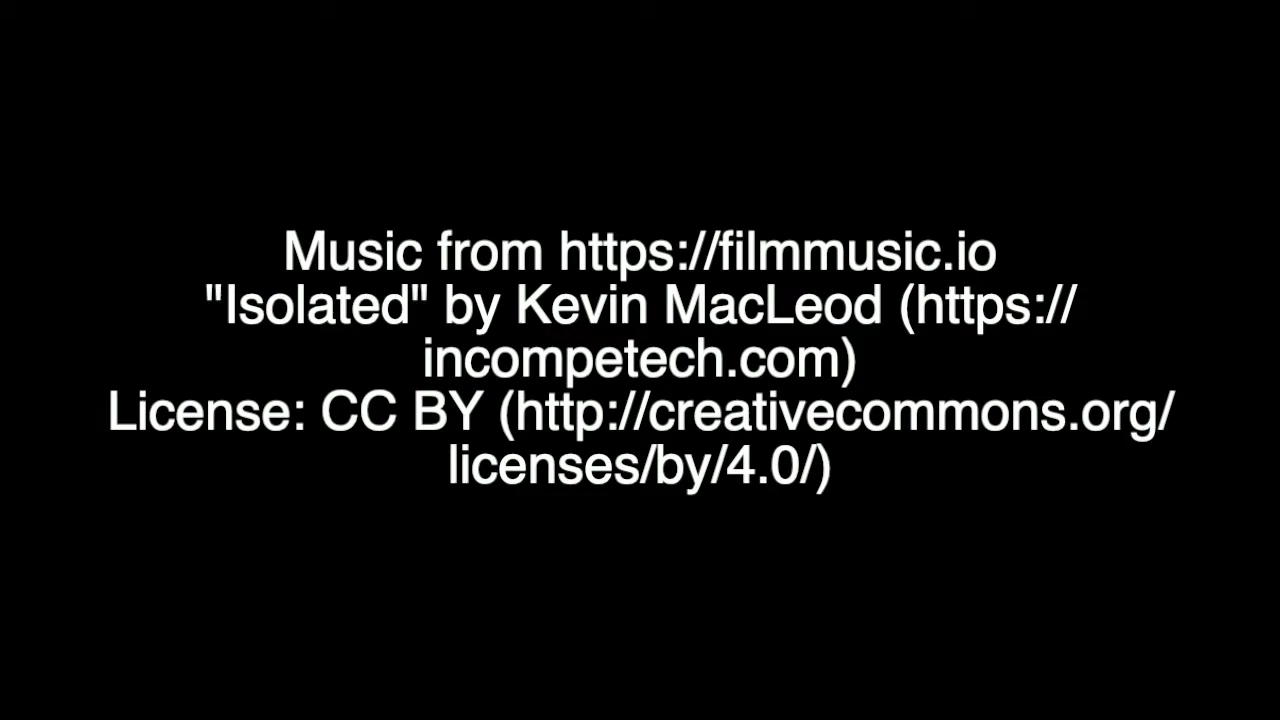 Music from https://filmmusic.io
"Isolated" by Kevin MacLeod (https://
incompetech.com)
License: CC BY (http://creativecommons.org/
licenses/by/4.0/)